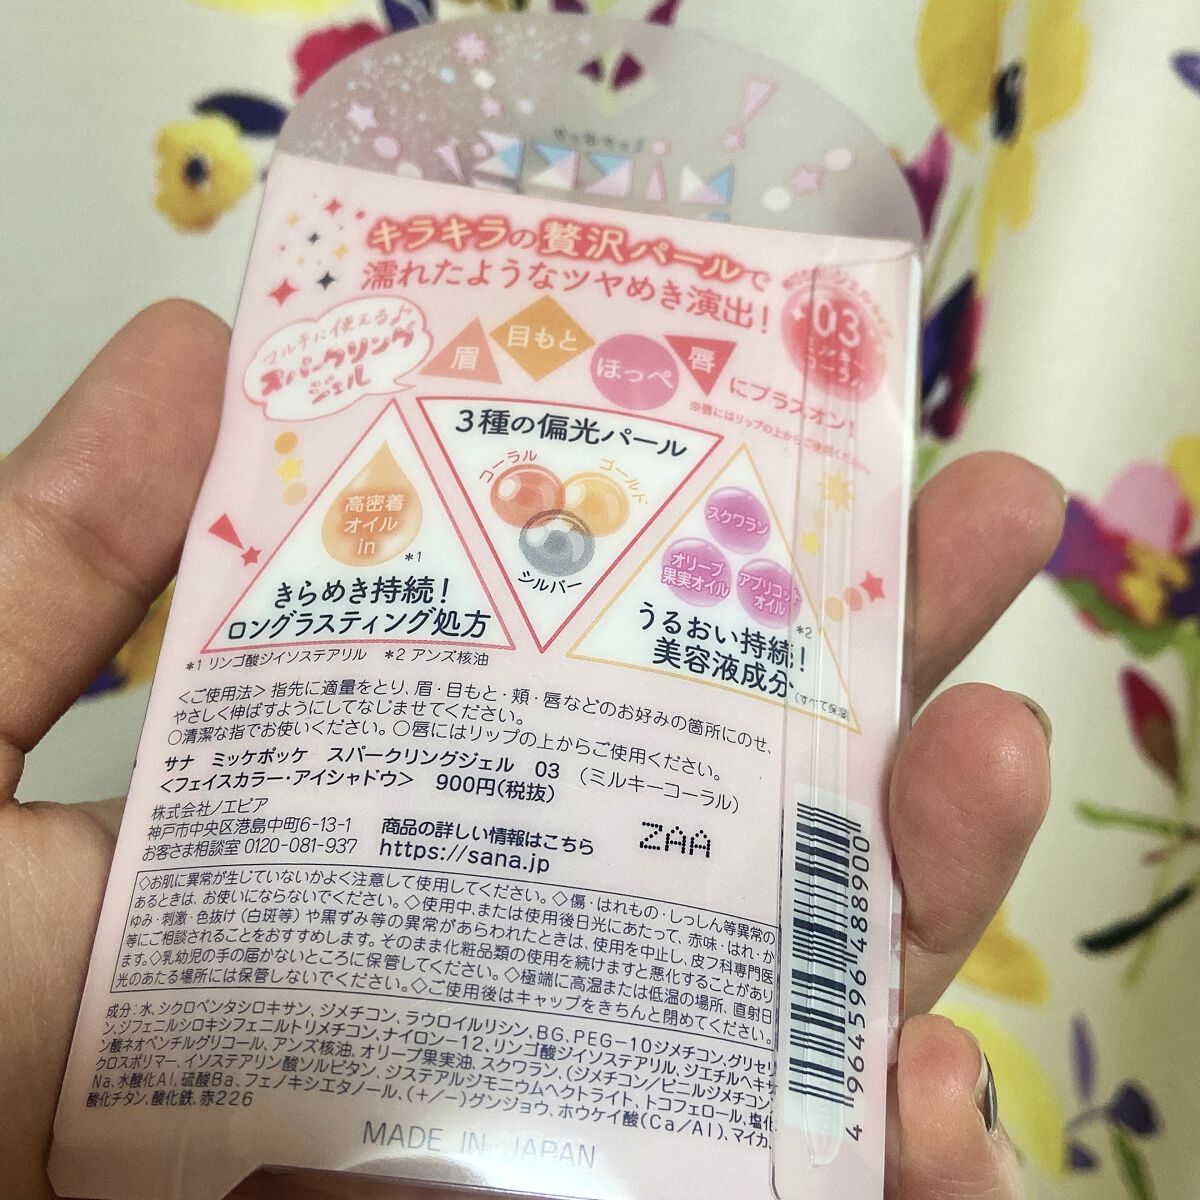 キラキラの贅沢パールで
濡れたようなツヤめき演出!
03
マルチに使える♪
スパークリング
ジェル
眉
目もと
ほっぺ
唇
にプラスオン!
※唇にはリップの上からご使用ください
3種の偏光パール
コーラル
ゴールド
シルバー
高密着
オイル
in
*1
きらめき持続!
ロングラスティング処方
スクワラン
オリーブ
果実オイル
アプリコット
オイル
*2
うるおい持続!
美容液成分
(すべて保湿)
*1 リンゴ酸ジイソステアリル *2 アンズ核油
<ご使用法> 指先に適量をとり、眉・目もと・頬・唇などのお好みの箇所にのせ、
やさしく伸ばすようにしてなじませてください。
○清潔な指でお使いください。○唇にはリップの上からご使用ください。
サナ ミッケポッケ スパークリングジェル 03 (ミルキーコーラル)
<フェイスカラー・アイシャドウ> 900円(税抜)
株式会社ノエビア
神戸市中央区港島中町6-13-1
お客さま相談室 0120-081-937
商品の詳しい情報はこちら
https://sana.jp
ZAA
◇お肌に異常が生じていないかよく注意して使用してください。◇傷・はれもの・しっしん等異常の
あるときは、お使いにならないでください。◇使用中、または使用後日光にあたって、赤味・はれ・か
ゆみ・刺激・色抜け(白斑等)や黒ずみ等の異常があらわれたときは、使用を中止し、皮フ科専門医
等にご相談されることをおすすめします。そのまま化粧品類の使用を続けますと悪化することがあり
ます。◇乳幼児の手の届かないところに保管してください。◇極端に高温または低温の場所、直射日
光のあたる場所には保管しないでください。◇ご使用後はキャップをきちんと閉めてください。
成分:水、シクロペンタシロキサン、ジメチコン、ラウロイルリシン、BG、PEG-10ジメチコン、グリセリ
ン、ジフェニルシロキシフェニルトリメチコン、ナイロン-12、リンゴ酸ジイソステアリル、ジエチルヘキサ
ン酸ネオペンチルグリコール、アンズ核油、オリーブ果実油、スクワラン、(ジメチコン/ビニルジメチコン)
クロスポリマー、イソステアリン酸ソルビタン、ジステアルジモニウムヘクトライト、トコフェロール、塩化
Na、水酸化Al、硫酸Ba、フェノキシエタノール、(+/-)グンジョウ、ホウケイ酸(Ca/Al)、マイカ、
酸化チタン、酸化鉄、赤226
MADE IN JAPAN
4 964596 488900